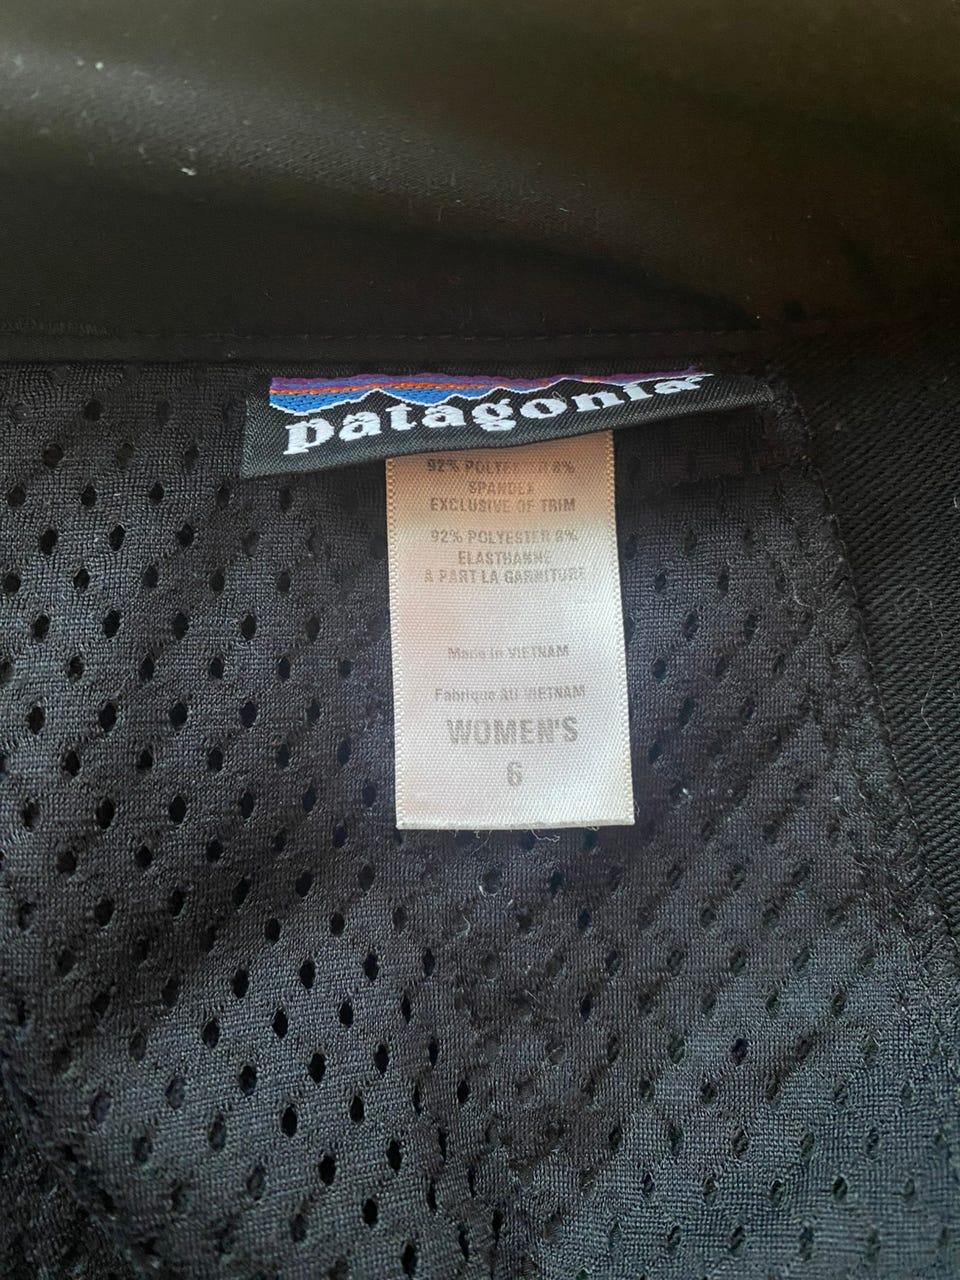 patagonia®
92% POLYESTER 8%
SPANDEX
EXCLUSIVE OF TRIM
92% POLYESTER 8%
ELASTHANNE
A PART LA GARNITURE
Made in VIETNAM
Fabrique AU VIETNAM
WOMEN'S
6